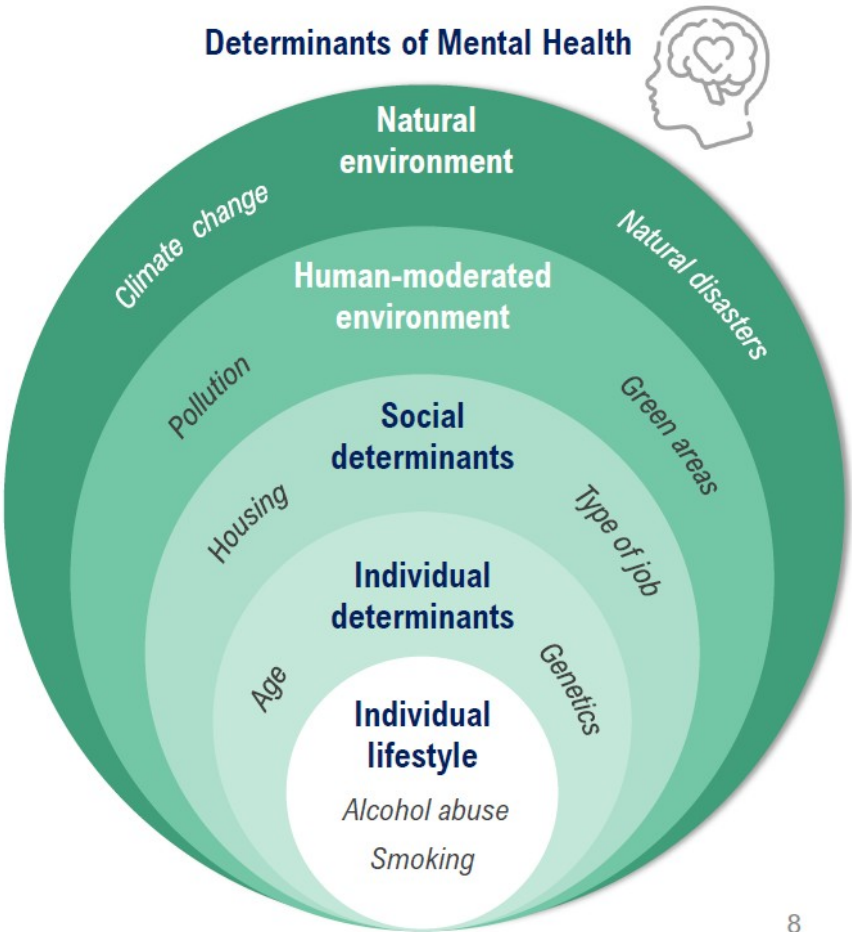 Determinants of Mental Health
Natural
environment
Climate change
Natural disasters
Human-moderated
environment
Pollution
Green areas
Social
determinants
Housing
Type of job
Individual
determinants
Age
Genetics
Individual
lifestyle
Alcohol abuse
Smoking
8